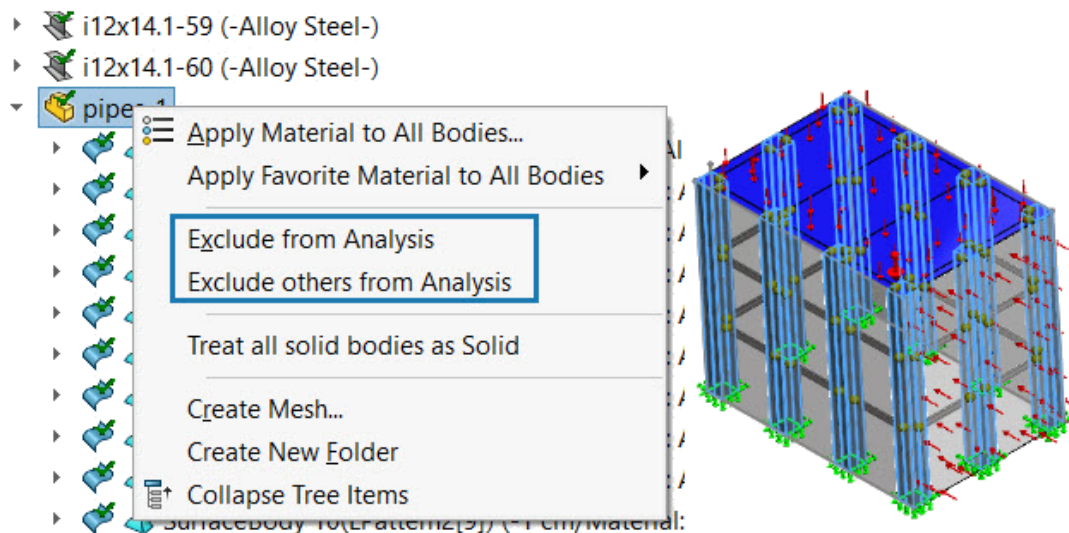 i12x14.1-59 (-Alloy Steel-)
i12x14.1-60 (-Alloy Steel-)
Apply Material to All Bodies...
Apply Favorite Material to All Bodies
Exclude from Analysis
Exclude others from Analysis
Treat all solid bodies as Solid
Create Mesh...
Create New Folder
Collapse Tree Items